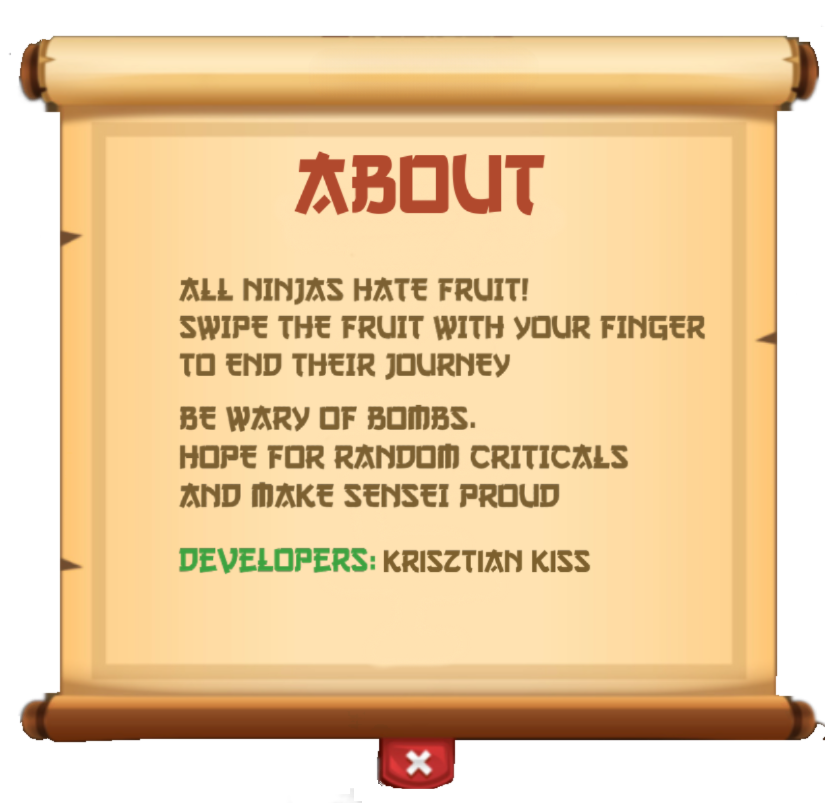 ABOUT
ALL NINJAS HATE FRUIT!
SWIPE THE FRUIT WITH YOUR FINGER
TO END THEIR JOURNEY
BE WARY OF BOMBS.
HOPE FOR RANDOM CRITICALS
AND MAKE SENSEI PROUD
DEVELOPERS: KRISZTIAN KISS